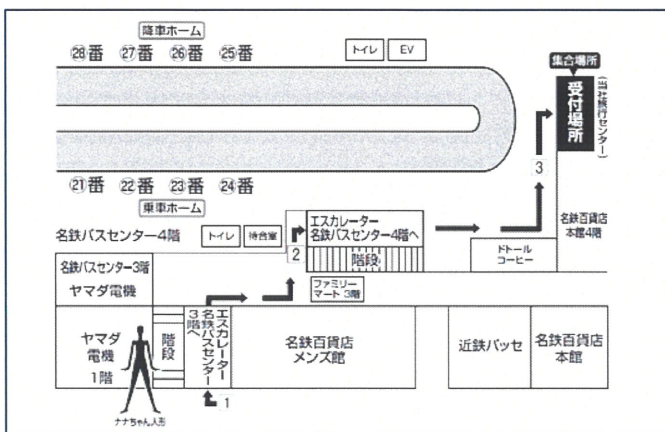 降車ホーム
㉘番 ㉗番 ㉖番 ㉕番
トイレ EV
集合場所
受付場所
(当社旅行センター)
3
㉑番 ㉒番 ㉓番 ㉔番
乗車ホーム
名鉄バスセンター4階
トイレ 待合室
2
エスカレーター
名鉄バスセンター4階へ
階段
ドトール
コーヒー
名鉄百貨店
本館4階
名鉄バスセンター3階
ヤマダ電機
ファミリー
マート 3階
ヤマダ
電機
1階
階段
エスカレーター
名鉄バスセンター
3階へ
名鉄百貨店
メンズ館
近鉄パッセ
名鉄百貨店
本館
1
ナナちゃん人形